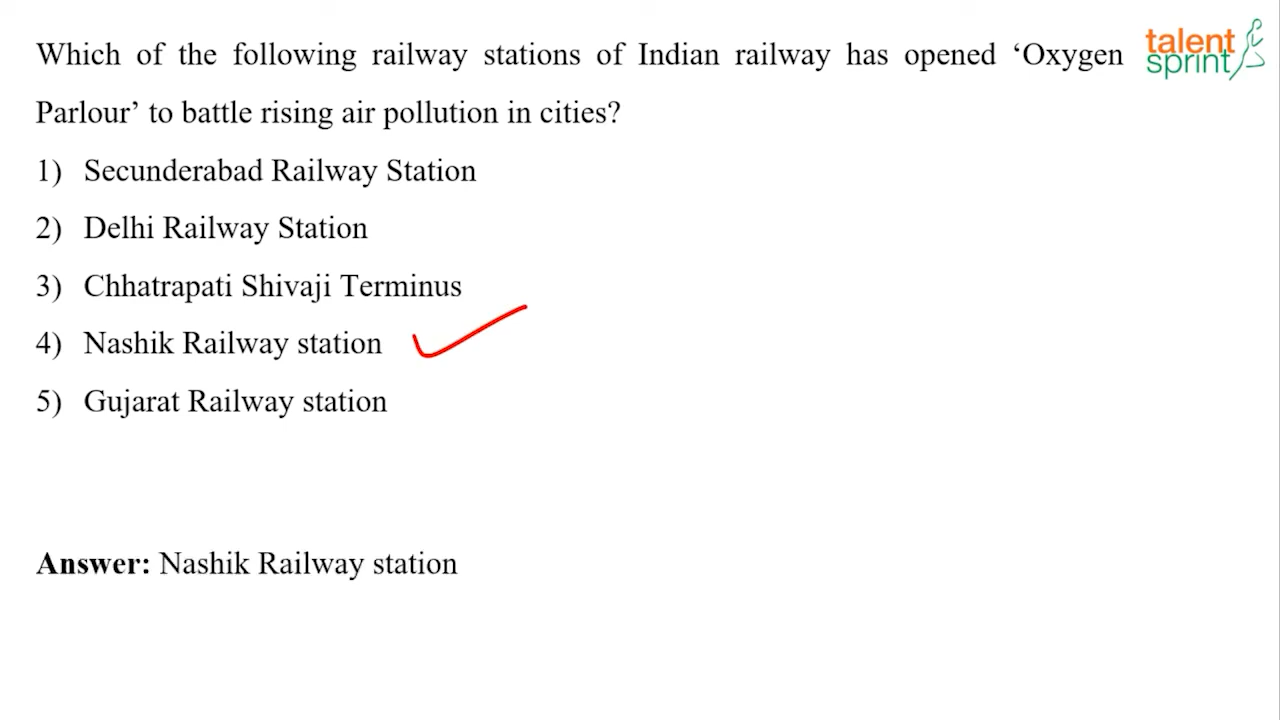 Which of the following railway stations of Indian railway has opened ‘Oxygen
Parlour’ to battle rising air pollution in cities?
talent
sprint
1) Secunderabad Railway Station
2) Delhi Railway Station
3) Chhatrapati Shivaji Terminus
4) Nashik Railway station
5) Gujarat Railway station
Answer: Nashik Railway station